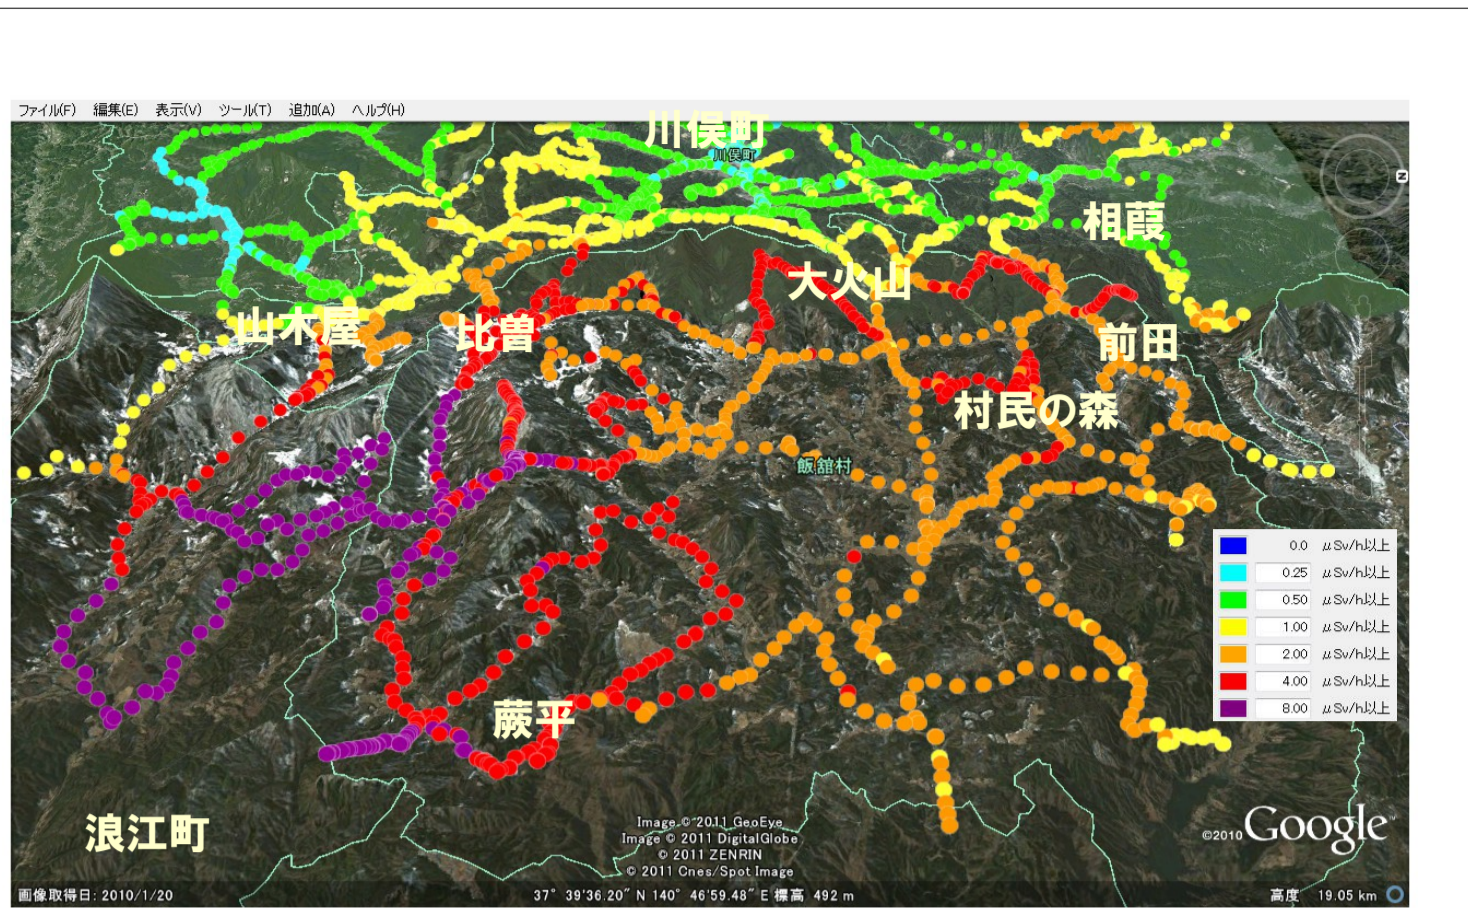 ファイル(F) 編集(E) 表示(V) ツール(T) 追加(A) ヘルプ(H)
川俣町
川俣町
N
相葭
大火山
山木屋
比曽
前田
村民の森
飯舘村
0.0 μSv/h以上
0.25 μSv/h以上
0.50 μSv/h以上
1.00 μSv/h以上
2.00 μSv/h以上
4.00 μSv/h以上
8.00 μSv/h以上
蕨平
浪江町
Image © 2011 GeoEye
Image © 2011 DigitalGlobe
© 2011 ZENRIN
© 2011 Cnes/Spot Image
©2010 Google™
画像取得日: 2010/1/20 37° 39'36.20" N 140° 46'59.48" E 標高 492 m 高度 19.05 km